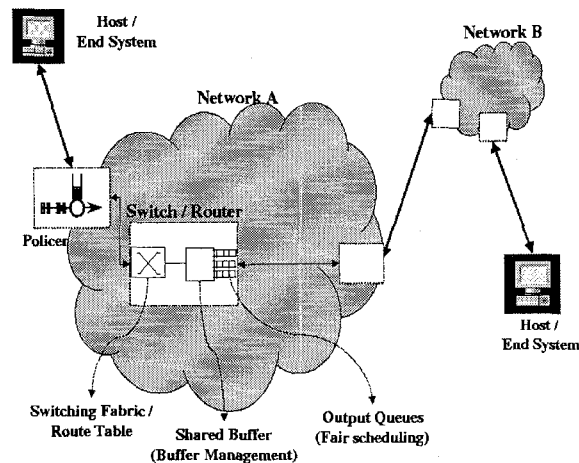 Host /
End System
Network B
Network A
Switch / Router
Policer
Host /
End System
Switching Fabric /
Route Table
Shared Buffer
(Buffer Management)
Output Queues
(Fair scheduling)